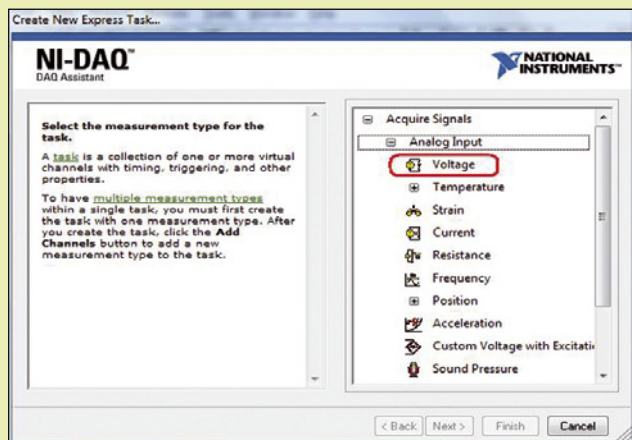 Create New Express Task...
NI-DAQ™
DAQ Assistant
NATIONAL
INSTRUMENTS™
Select the measurement type for the
task.
A task is a collection of one or more virtual
channels with timing, triggering, and other
properties.
To have multiple measurement types
within a single task, you must first create
the task with one measurement type. After
you create the task, click the Add
Channels button to add a new
measurement type to the task.
Acquire Signals
Analog Input
Voltage
Temperature
Strain
Current
Resistance
Frequency
Position
Acceleration
Custom Voltage with Excitati
Sound Pressure
< Back
Next >
Finish
Cancel